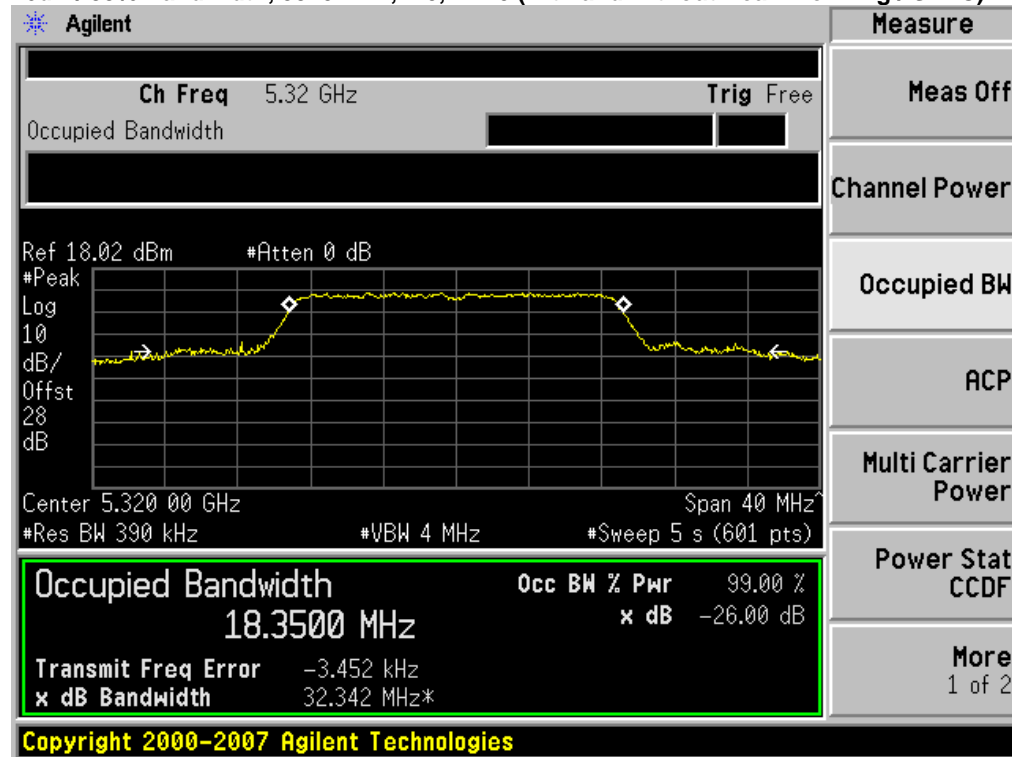 Agilent
Measure
Ch Freq 5.32 GHz Trig Free
Meas Off
Occupied Bandwidth
Channel Power
Ref 18.02 dBm #Atten 0 dB
#Peak
Log
10
dB/
Offst
28
dB
Occupied BW
ACP
Multi Carrier
Power
Center 5.320 00 GHz Span 40 MHz^
#Res BW 390 kHz #VBW 4 MHz #Sweep 5 s (601 pts)
Power Stat
CCDF
Occupied Bandwidth Occ BW % Pwr 99.00 %
18.3500 MHz x dB -26.00 dB
Transmit Freq Error -3.452 kHz
x dB Bandwidth 32.342 MHz*
More
1 of 2
Copyright 2000-2007 Agilent Technologies